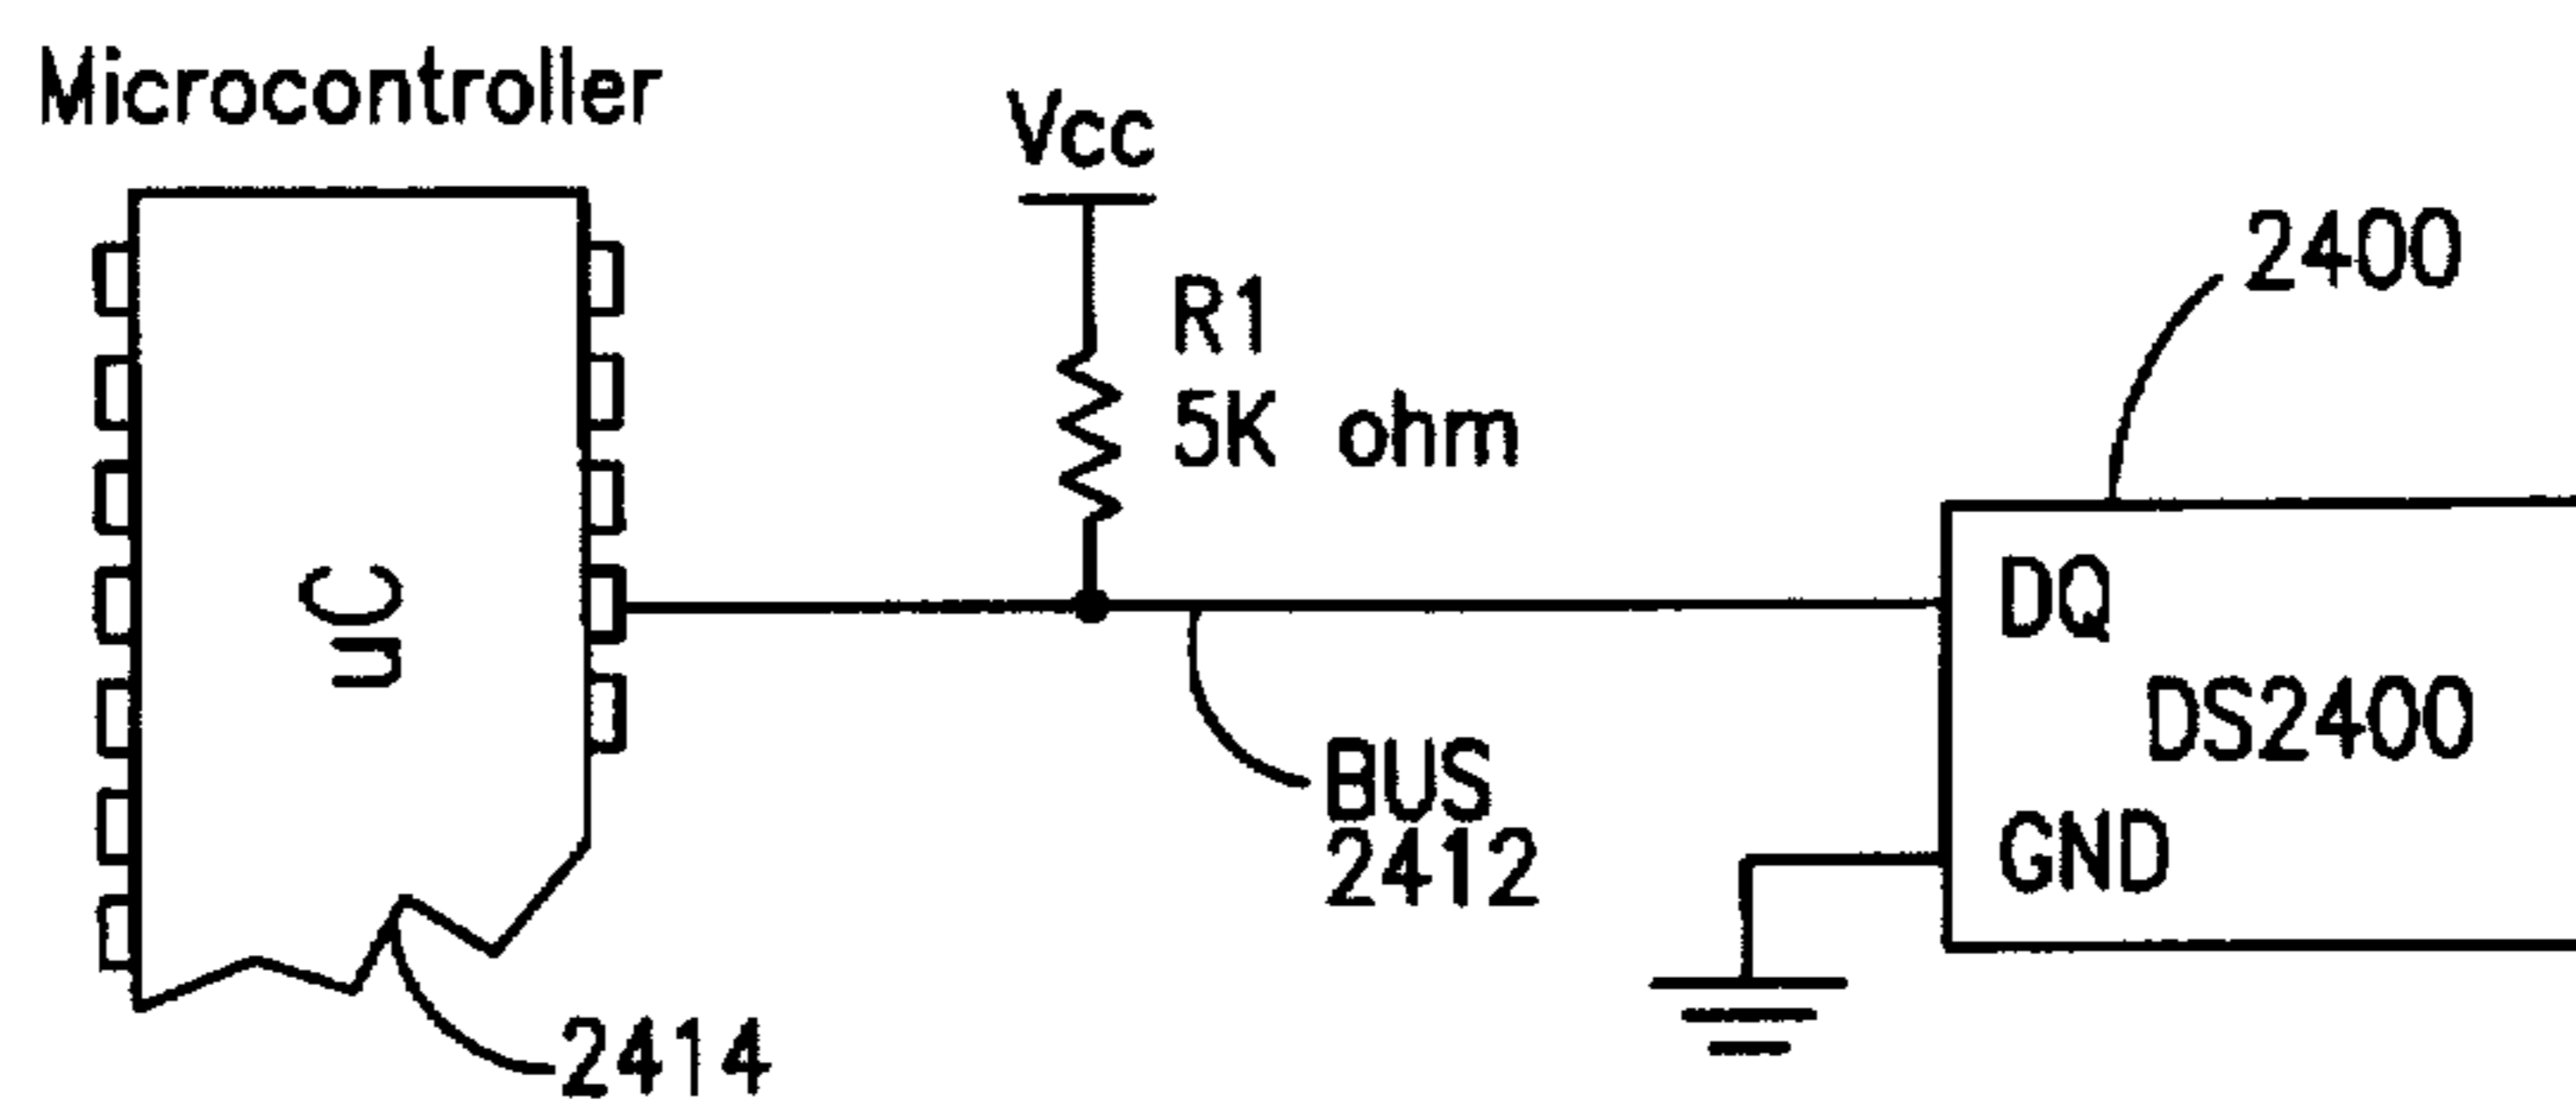 Microcontroller
Vcc
R1
5K ohm
2400
uC
DQ
DS2400
BUS
2412
GND
2414